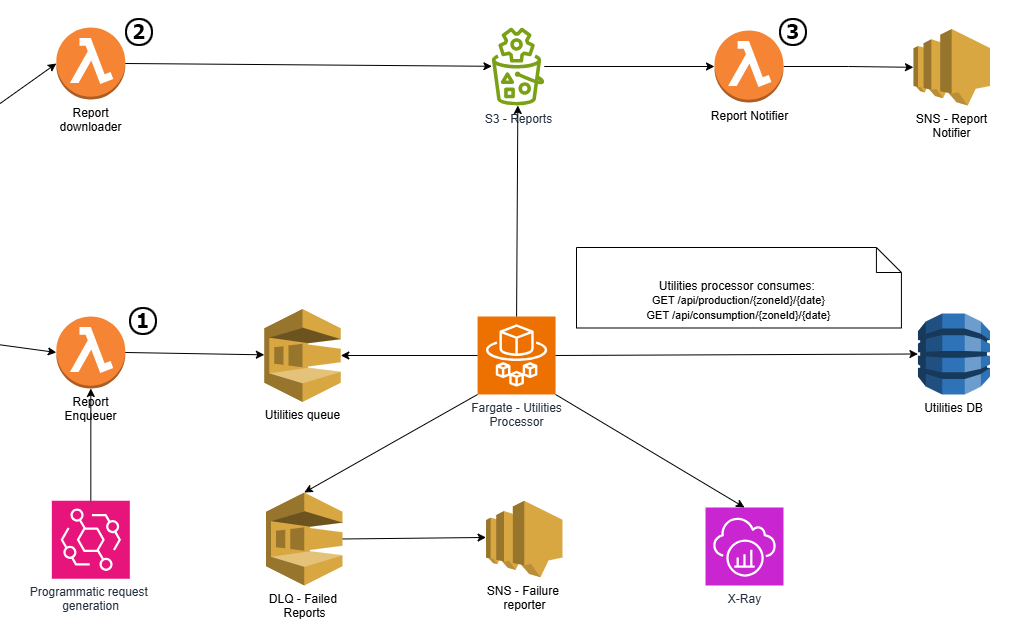 2
3
Report
downloader
S3 - Reports
Report Notifier
SNS - Report
Notifier
Utilities processor consumes:
GET /api/production/{zoneId}/{date}
GET /api/consumption/{zoneId}/{date}
1
Report
Enqueuer
Utilities queue
Fargate - Utilities
Processor
Utilities DB
Programmatic request
generation
DLQ - Failed
Reports
SNS - Failure
reporter
X-Ray